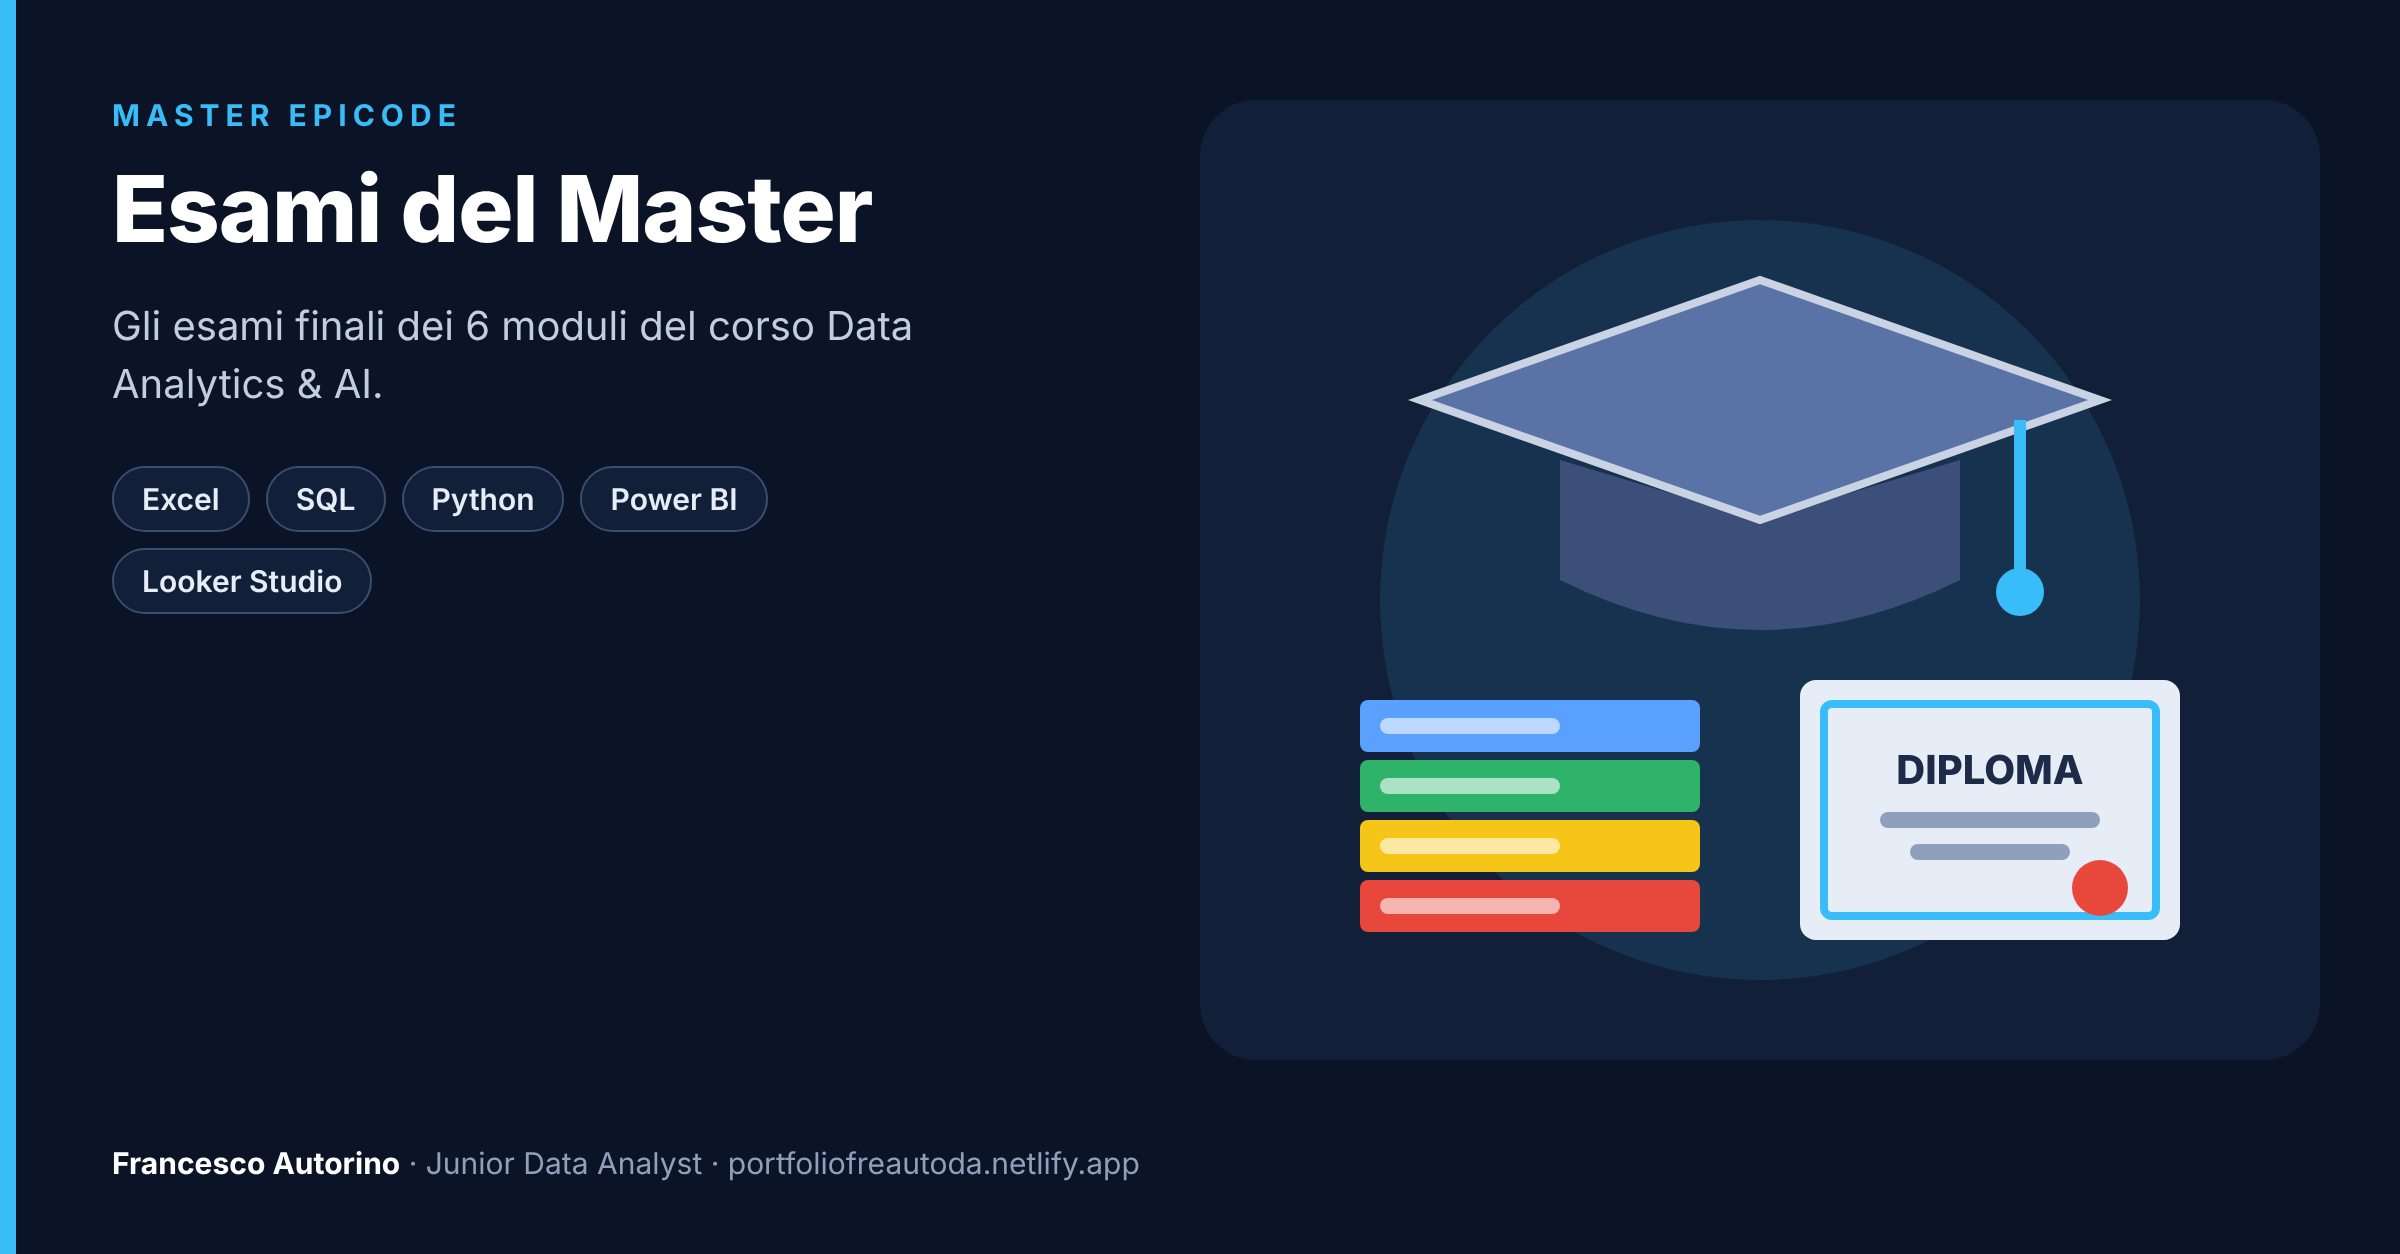 MASTER EPICODE
Esami del Master
Gli esami finali dei 6 moduli del corso Data
Analytics & AI.
Excel
SQL
Python
Power BI
Looker Studio
DIPLOMA
Francesco Autorino · Junior Data Analyst · portfoliofreautoda.netlify.app